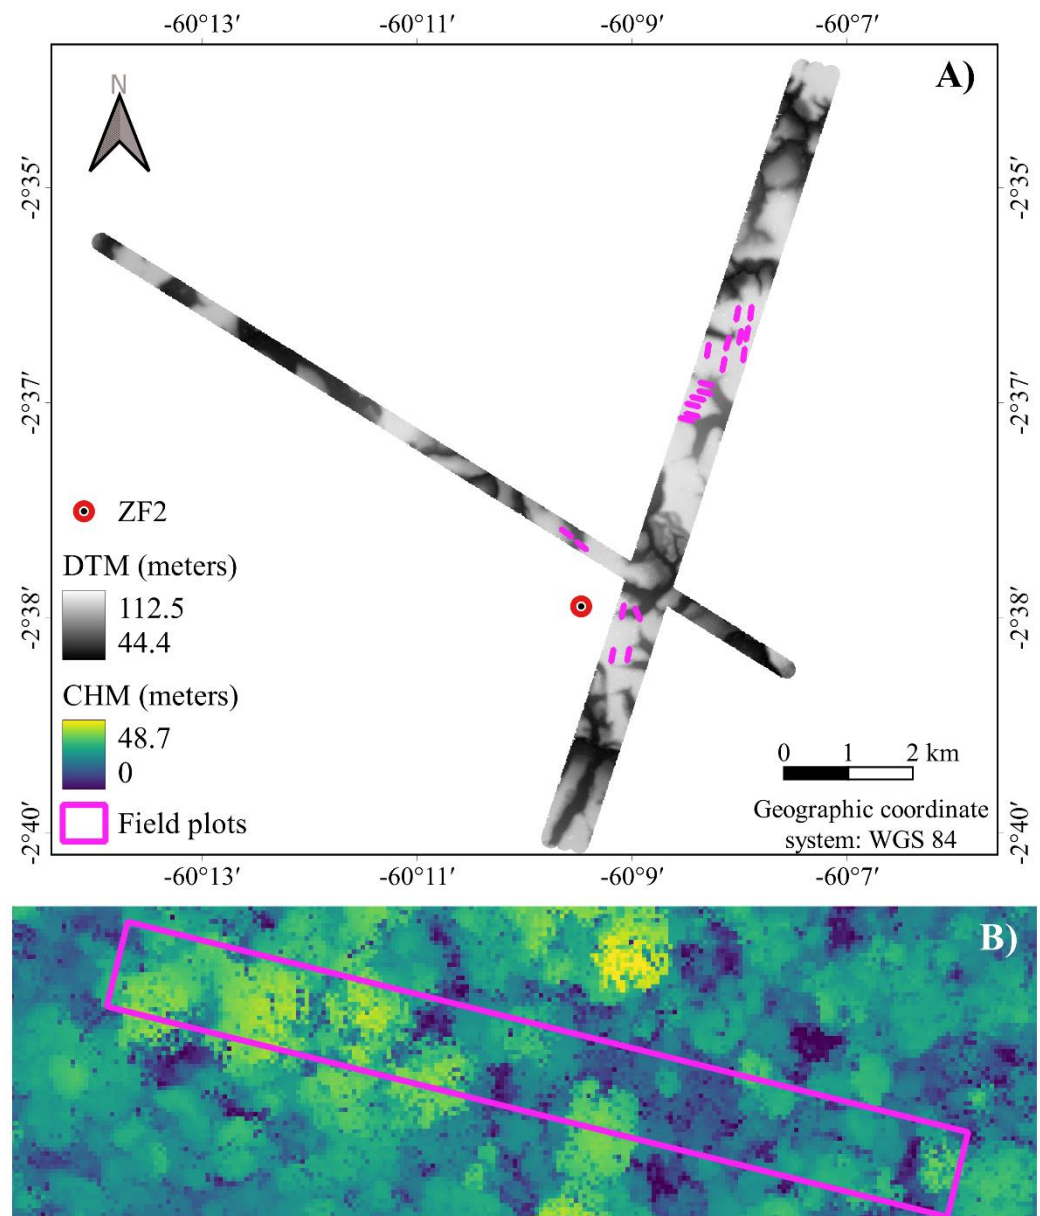 -60°13′ -60°11′ -60°9′ -60°7′
A)
N
-2°35′ -2°35′
-2°37′ -2°37′
ZF2
DTM (meters)
112.5
44.4
-2°38′ -2°38′
CHM (meters)
48.7
0
Field plots
0 1 2 km
Geographic coordinate
system: WGS 84
-2°40′ -2°40′
-60°13′ -60°11′ -60°9′ -60°7′
B)